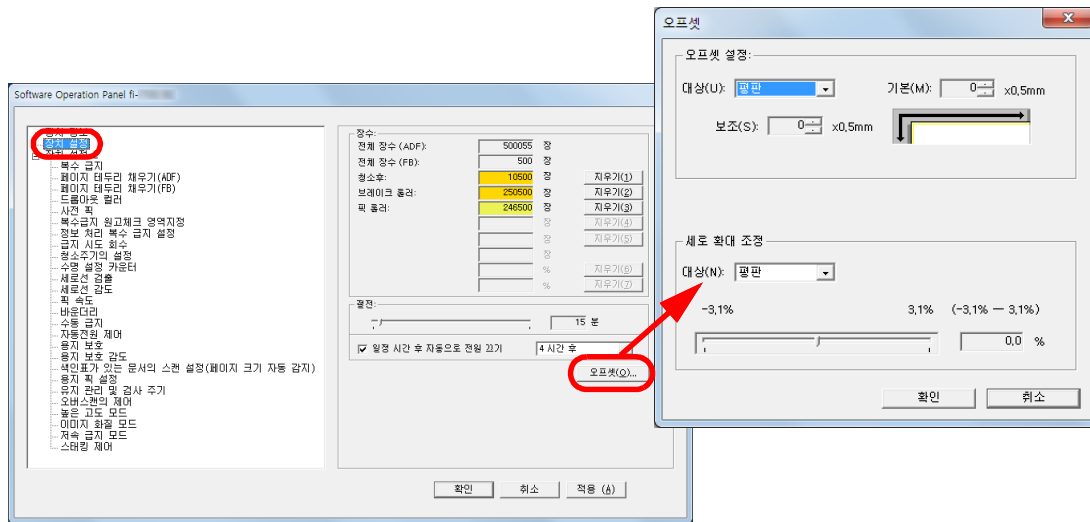 Software Operation Panel fi-
장치 정보
장치 설정
장치 설정 2
복수 급지
페이지 테두리 채우기(ADF)
페이지 테두리 채우기(FB)
드롭아웃 컬러
사전 픽
복수급지 원고체크 영역지정
정보 처리 복수 급지 설정
급지 시도 회수
청소주기의 설정
수명 설정 카운터
세로선 검출
세로선 감도
픽 속도
바운더리
수동 급지
자동전원 제어
용지 보호
용지 보호 감도
색인표가 있는 문서의 스캔 설정(페이지 크기 자동 감지)
용지 픽 설정
유지 관리 및 검사 주기
오버스캔의 제어
높은 고도 모드
이미지 화질 모드
저속 급지 모드
스태킹 제어
장수:
전체 장수 (ADF): 500055 장
전체 장수 (FB): 500 장
청소후: 10500 장 지우기(1)
브레이크 롤러: 250500 장 지우기(2)
픽 롤러: 246500 장 지우기(3)
장 지우기(4)
장 지우기(5)
장
% 지우기(6)
% 지우기(7)
절전:
15 분
일정 시간 후 자동으로 전원 끄기 4 시간 후
오프셋(O)...
확인 취소 적용 (A)
오프셋
오프셋 설정:
대상(U): 평판 기본(M): 0 x0,5mm
보조(S): 0 x0,5mm
세로 확대 조정
대상(N): 평판
-3,1% 3,1% (-3,1% — 3,1%)
0,0 %
확인 취소